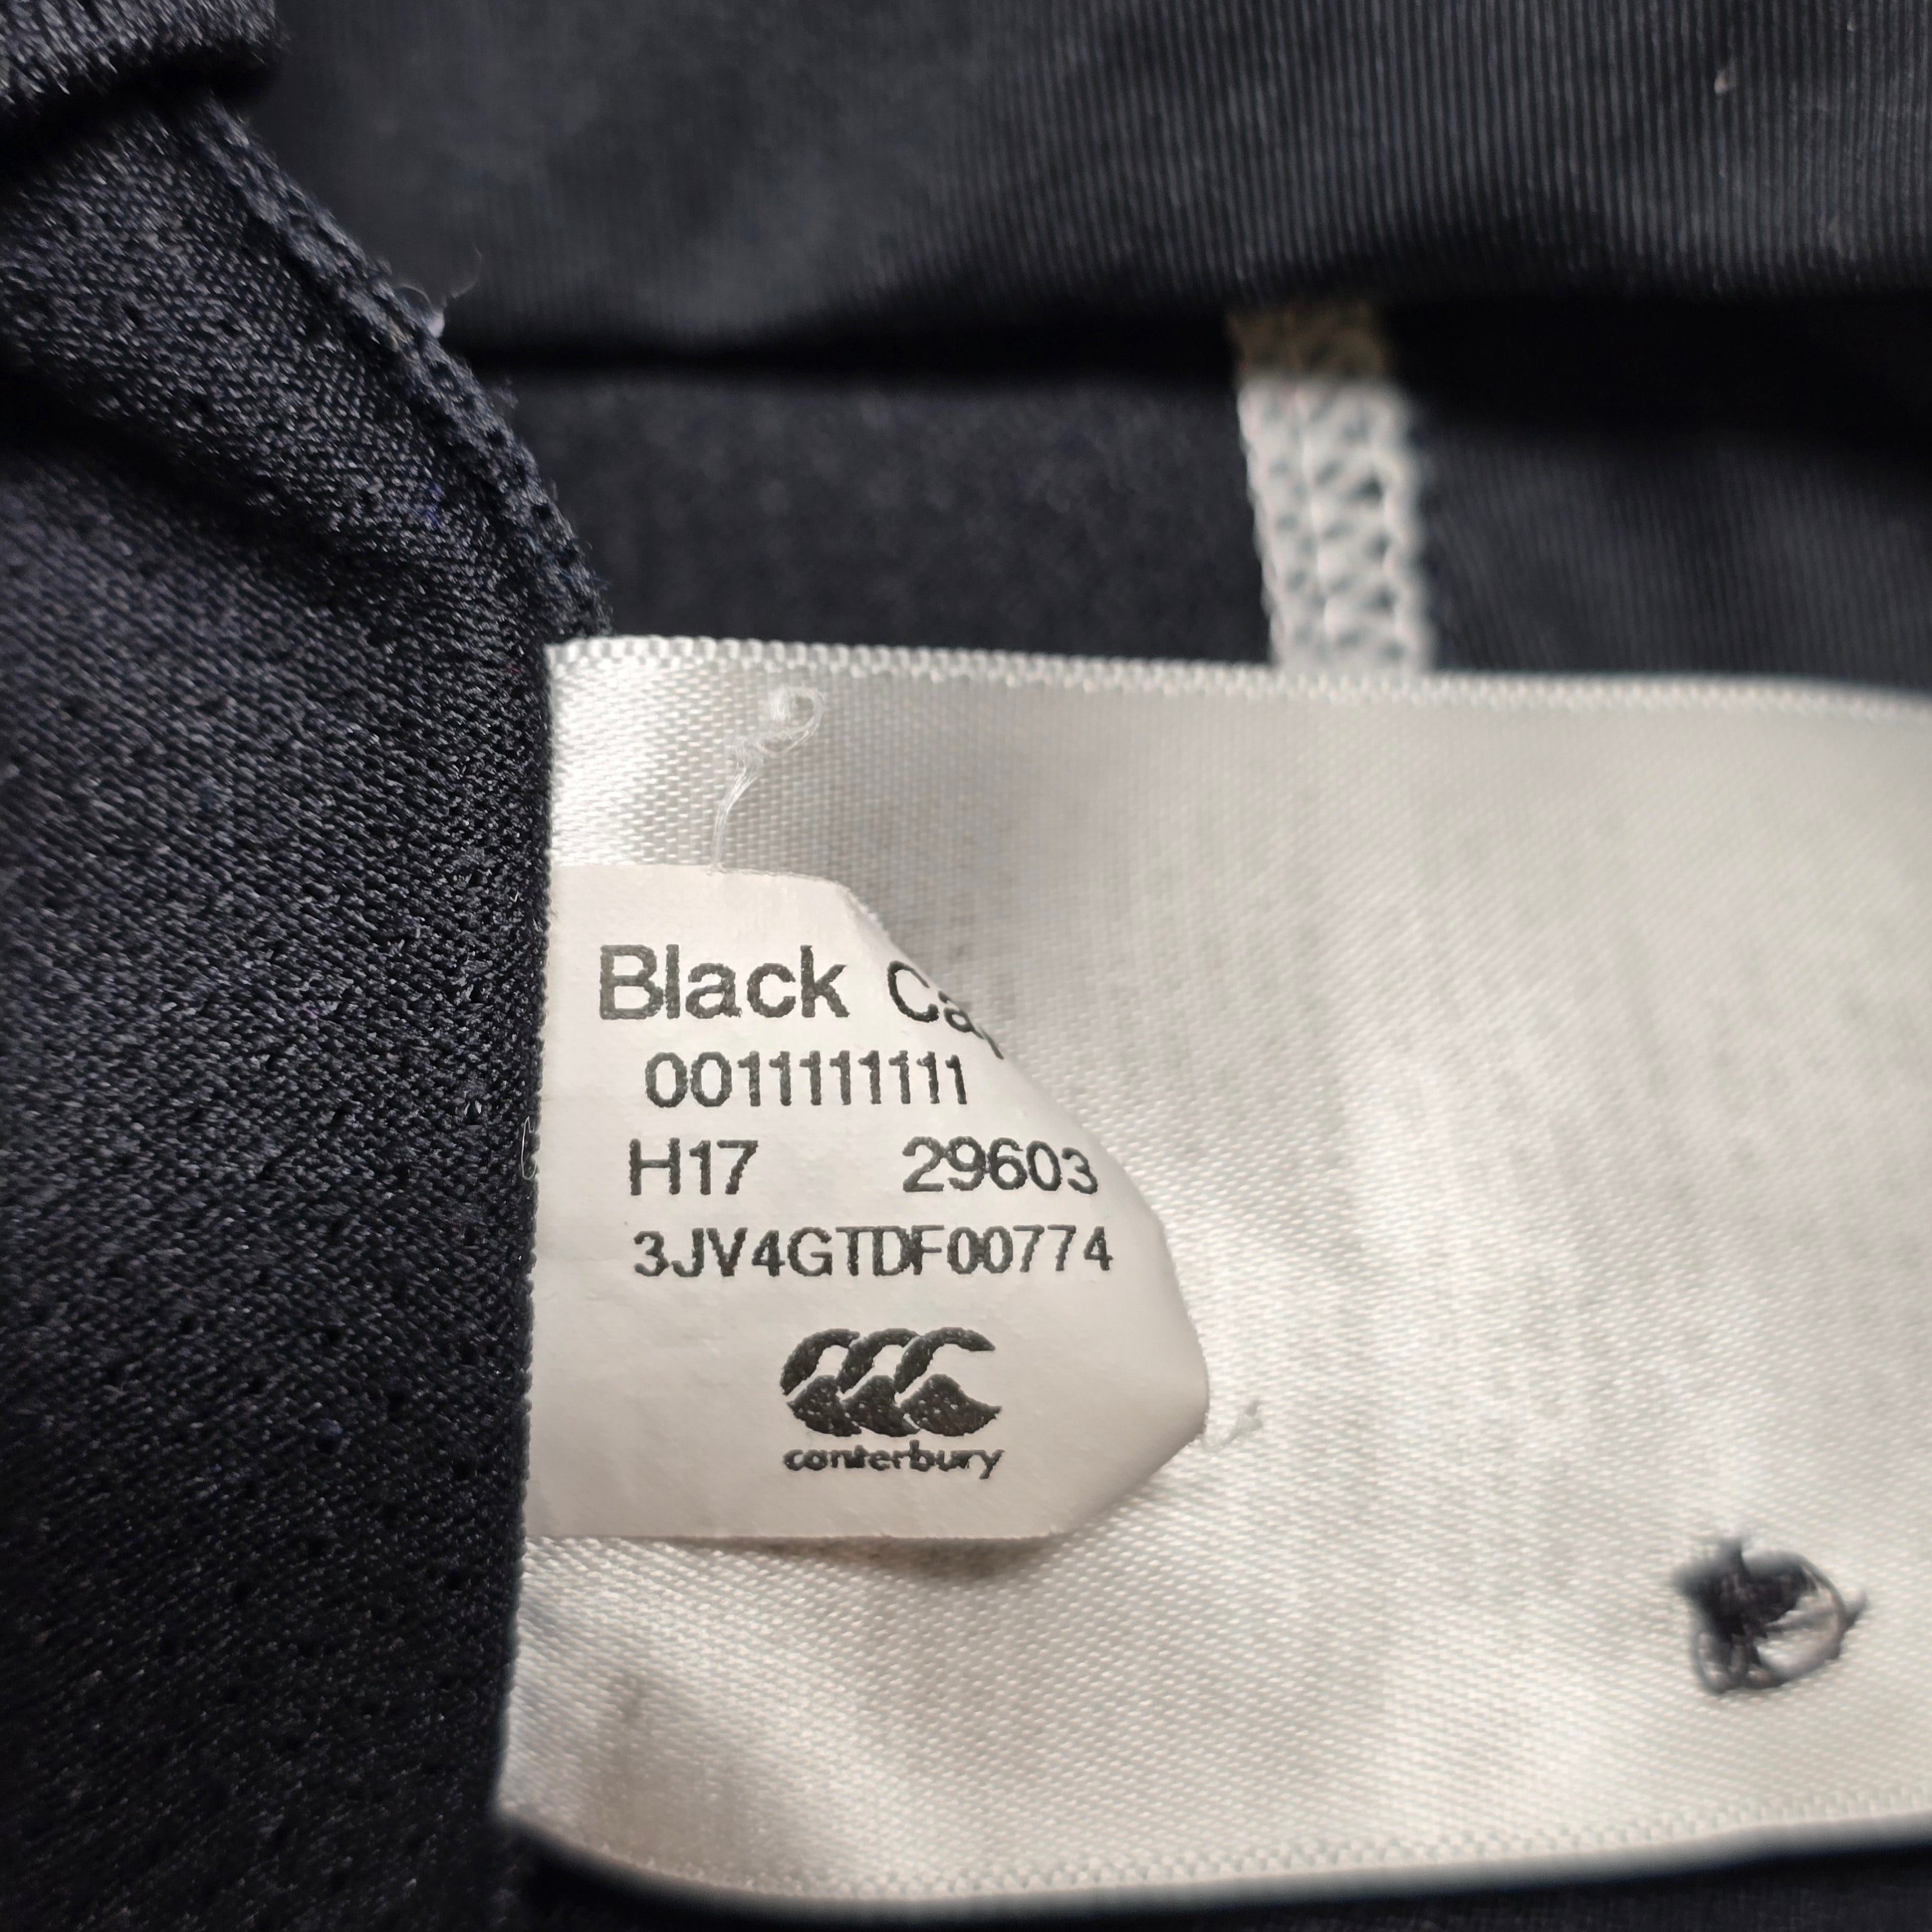 Black
0011111111
H17 29603
3JV4GTDF00774
canterbury